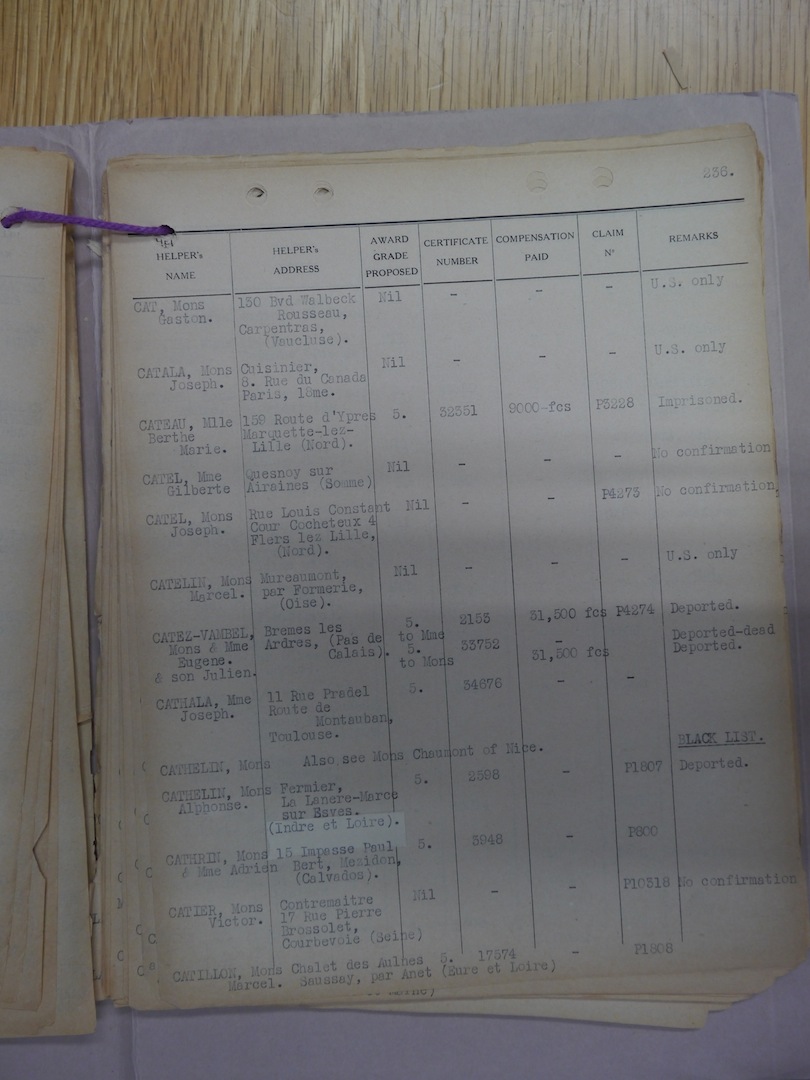 236.
HELPER's NAME | HELPER's ADDRESS | AWARD GRADE PROPOSED | CERTIFICATE NUMBER | COMPENSATION PAID | CLAIM Nº | REMARKS
CAT, Mons | 130 Bvd Walbeck | Nil | - | - | - | U.S. only
Gaston. | Rousseau,
Carpentras,
(Vaucluse).
CATALA, Mons | Cuisinier, | Nil | - | - | - | U.S. only
Joseph. | 8. Rue du Canada
Paris, 15me.
CATEAU, Mlle | 159 Route d'Ypres | 5. | 32351 | 9000-fcs | P3228 | Imprisoned.
Berthe | Marquette-lez-
Marie. | Lille (Nord).
CATEL, Mme | Quesnoy sur | Nil | - | - | - | No confirmation
Gilberte | Airaines (Somme)
CATEL, Mons | Rue Louis Constant | Nil | - | - | P4273 | No confirmation,
Joseph. | Cour Cocheteux 4
Flers lez Lille,
(Nord).
CATELIN, Mons | Mureaumont, | Nil | - | - | - | U.S. only
Marcel. | par Formerie,
(Oise).
CATEZ-VAMBEL, | Bremes les | 5. | 2153 | 31,500 fcs | P4274 | Deported.
Mons & Mme | Ardres, (Pas de | to Mme | - | Deported-dead
Eugene. | Calais). | 5. | 33752 | 31,500 fcs | Deported.
& son Julien. | to Mons
CATHALA, Mme | 11 Rue Pradel | 5. | 34676 | - | -
Joseph. | Route de
Montauban,
Toulouse.
CATHELIN, Mons | Also see Mons Chaumont of Nice. | BLACK LIST.
CATHELIN, Mons | Fermier, | 5. | 2598 | - | P1807 | Deported.
Alphonse. | La Lanere-Marce
sur Esves.
(Indre et Loire).
CATHRIN, Mons | 15 Impasse Paul | 5. | 3948 | - | P800
& Mme Adrien | Bert, Mezidon,
(Calvados).
CATIER, Mons | Contremaitre | Nil | - | - | P10318 | No confirmation
Victor. | 17 Rue Pierre
Brossolet,
Courbevoie (Seine)
CATILLON, Mons | Chalet des Aulnes | 5. | 17574 | - | P1808
Marcel. | Saussay, par Anet (Eure et Loire)